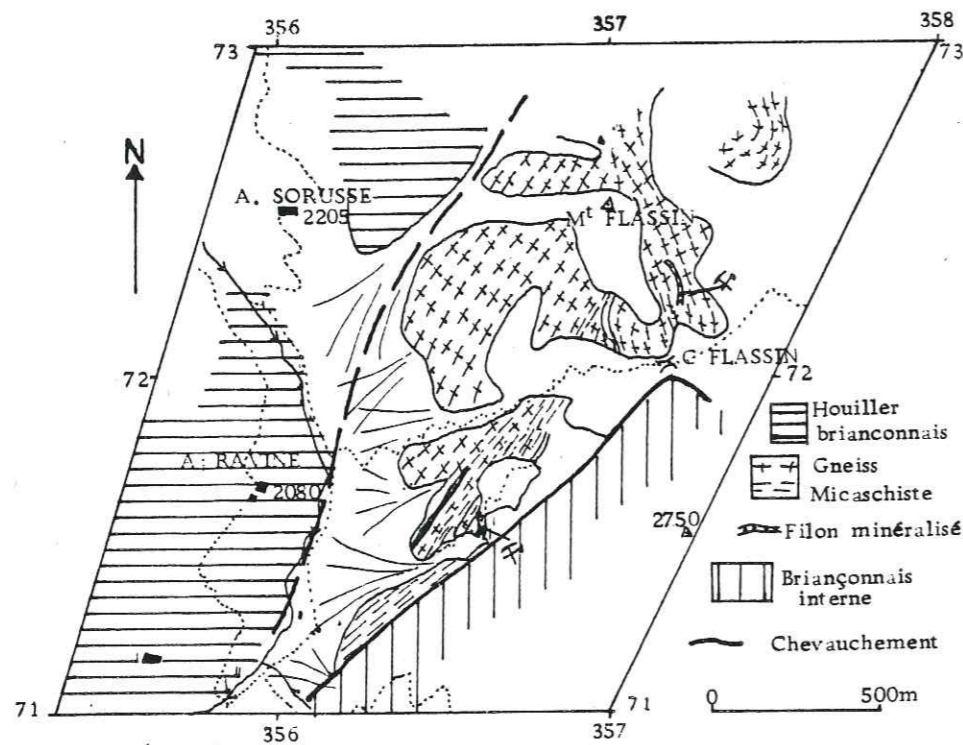 356
357
358
73
73
N
A. SORUSSE
2205
Mt FLASSIN
Cᵒ FLASSIN
72
72
A. RAVINE
2080
2750
Houiller
brianconnais
Gneiss
Micaschiste
Filon minéralisé
Briançonnais
interne
Chevauchement
0 500m
71
71
356
357